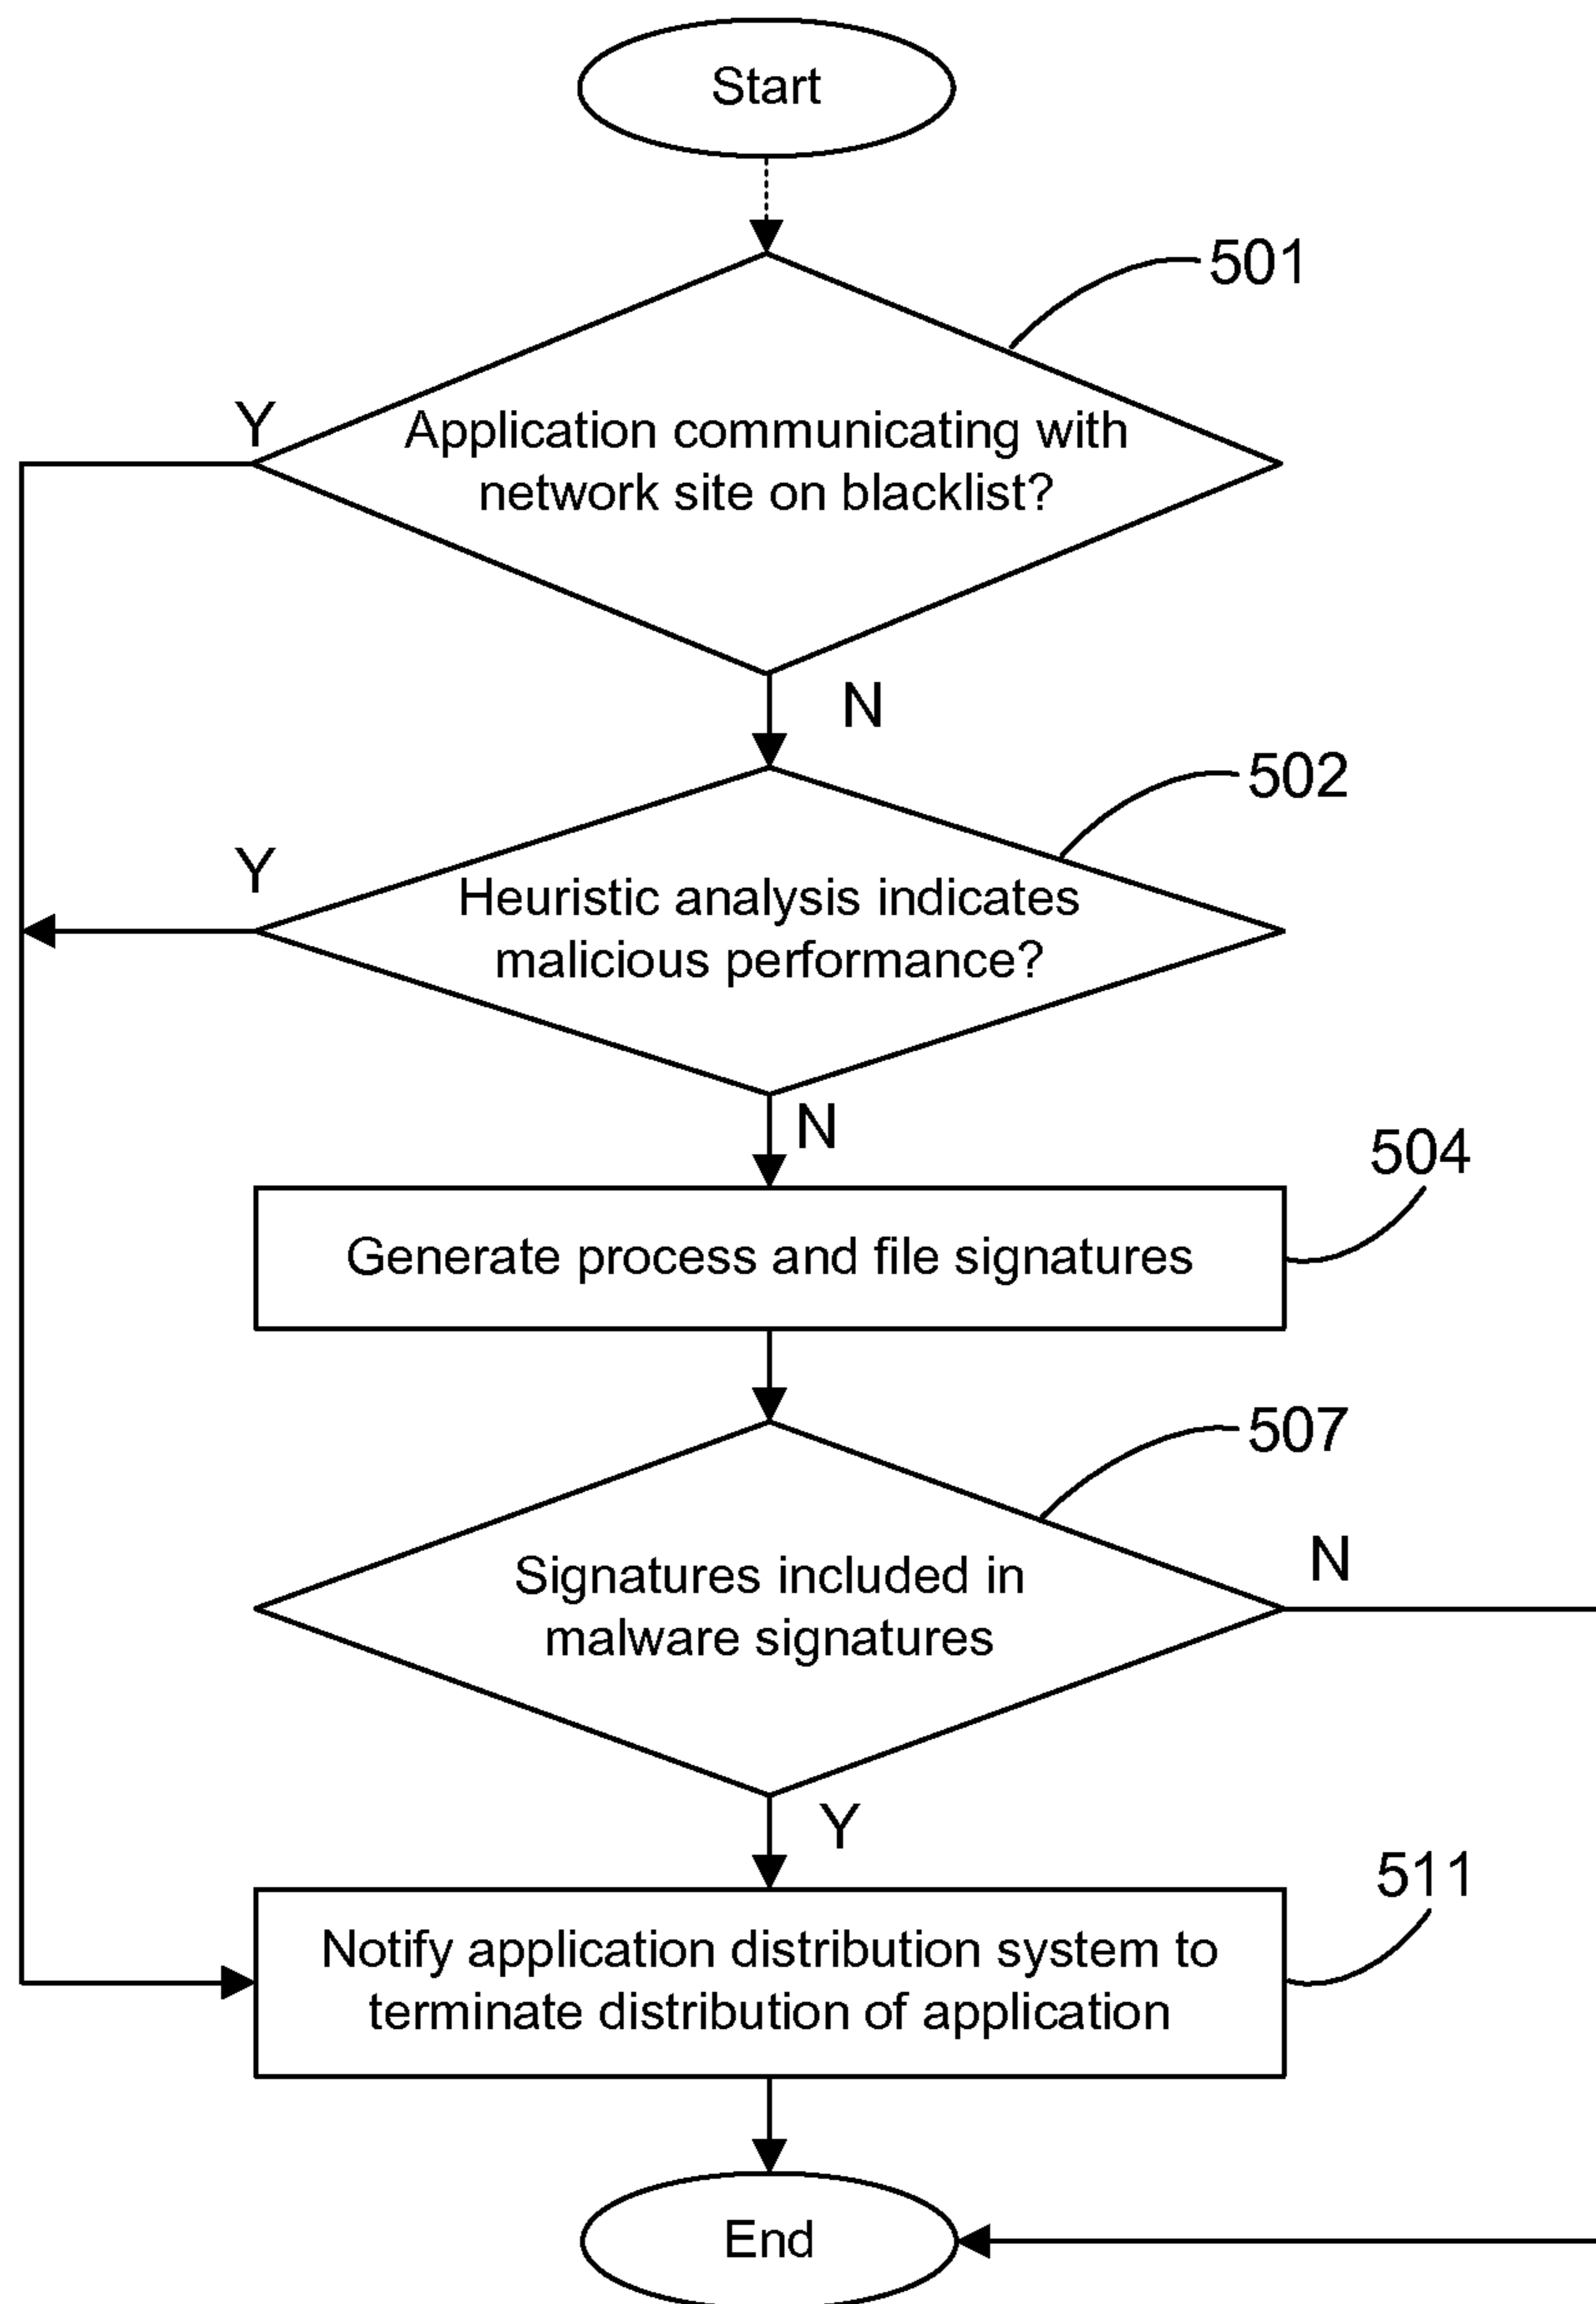 Start
501
Y
Application communicating with
network site on blacklist?
N
502
Y
Heuristic analysis indicates
malicious performance?
N
504
Generate process and file signatures
507
N
Signatures included in
malware signatures
Y
511
Notify application distribution system to
terminate distribution of application
End